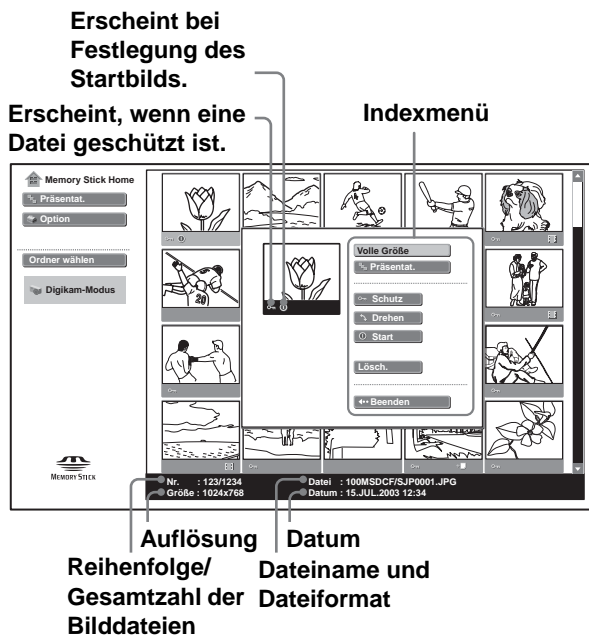 Erscheint bei
Festlegung des
Startbilds.
Erscheint, wenn eine
Datei geschützt ist.
Indexmenü
Memory Stick Home
Präsentat.
Option
Ordner wählen
Digikam-Modus
MEMORY STICK
28
Volle Größe
Präsentat.
Schutz
Drehen
Start
Lösch.
Beenden
Nr. : 123/1234
Größe : 1024x768
Datei : 100MSDCF/SJP0001.JPG
Datum : 15.JUL.2003 12:34
Auflösung
Reihenfolge/
Gesamtzahl der
Bilddateien
Datum
Dateiname und
Dateiformat